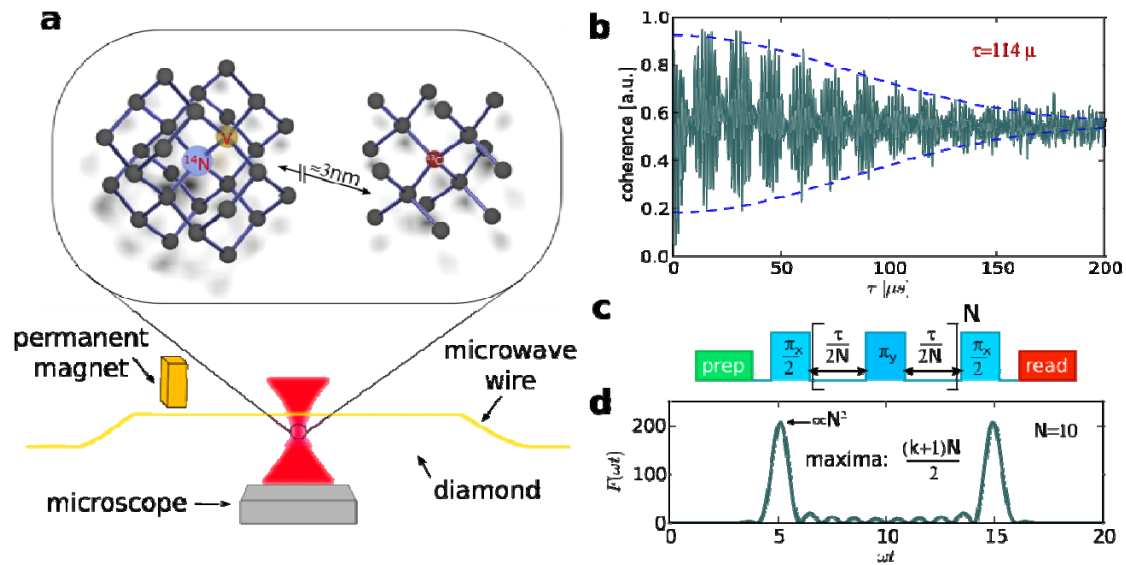 a
V
¹⁴N
¹³C
≈3nm
permanent
magnet
microwave
wire
microscope
diamond
b
τ=114 μ
coherence [a.u.]
1.0
0.8
0.6
0.4
0.2
0.0
0
50
100
150
200
τ [μs]
c
N
prep
πₓ/2
τ/2N
π_y
τ/2N
πₓ/2
read
d
∝N²
N=10
maxima: (k+1)N/2
F(ωt)
200
100
0
0
5
10
15
20
ωt